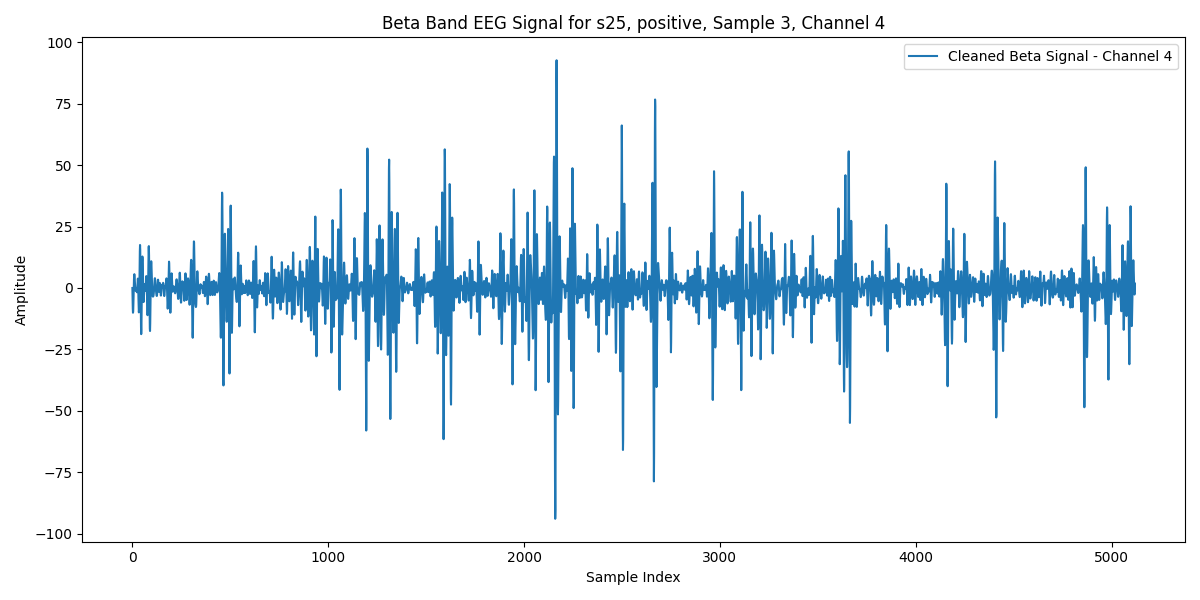 Beta Band EEG Signal for s25, positive, Sample 3, Channel 4
Cleaned Beta Signal - Channel 4
Amplitude
100
75
50
25
0
−25
−50
−75
−100
0 1000 2000 3000 4000 5000
Sample Index